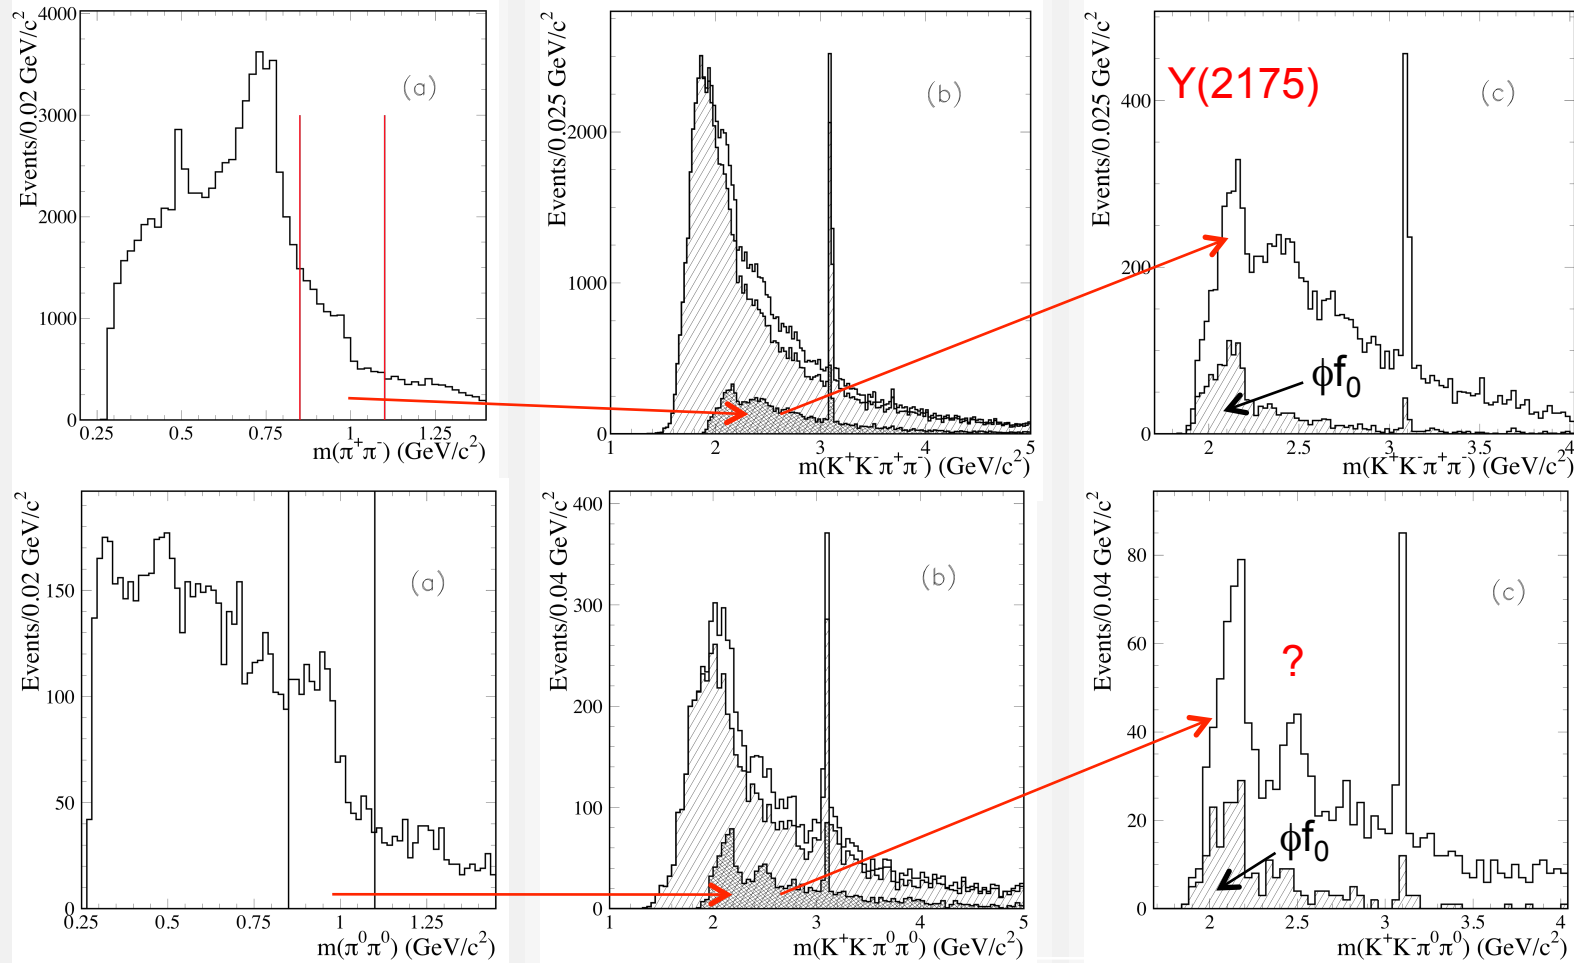 Events/0.02 GeV/c²
4000
3000
2000
1000
0
0.25
0.5
0.75
1
1.25
m(π⁺π⁻) (GeV/c²)
(a)
Events/0.025 GeV/c²
2000
1000
0
1
2
3
4
5
m(K⁺K⁻π⁺π⁻) (GeV/c²)
(b)
Events/0.025 GeV/c²
400
200
0
2
2.5
3
3.5
4
m(K⁺K⁻π⁺π⁻) (GeV/c²)
Y(2175)
(c)
ϕf₀
Events/0.02 GeV/c²
150
100
50
0
0.25
0.5
0.75
1
1.25
m(π⁰π⁰) (GeV/c²)
(a)
Events/0.04 GeV/c²
400
300
200
100
0
1
2
3
4
5
m(K⁺K⁻π⁰π⁰) (GeV/c²)
(b)
Events/0.04 GeV/c²
80
60
40
20
0
2
2.5
3
3.5
4
m(K⁺K⁻π⁰π⁰) (GeV/c²)
(c)
?
ϕf₀